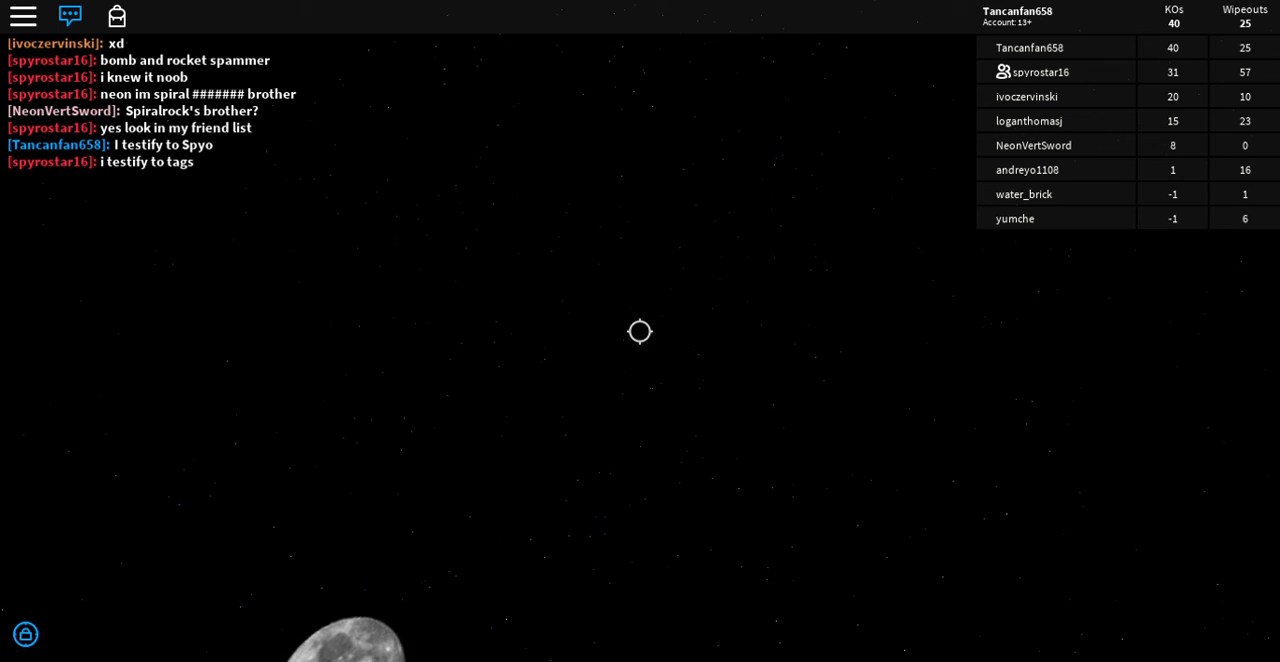 Tancanfan658 KOs Wipeouts
Account: 13+ 40 25
[ivoczervinski]: xd
[spyrostar16]: bomb and rocket spammer
[spyrostar16]: i knew it noob
[spyrostar16]: neon im spiral ####### brother
[NeonVertSword]: Spiralrock's brother?
[spyrostar16]: yes look in my friend list
[Tancanfan658]: I testify to Spyo
[spyrostar16]: i testify to tags
Tancanfan658 40 25
spyrostar16 31 57
ivoczervinski 20 10
loganthomasj 15 23
NeonVertSword 8 0
andreyo1108 1 16
water_brick -1 1
yumche -1 6